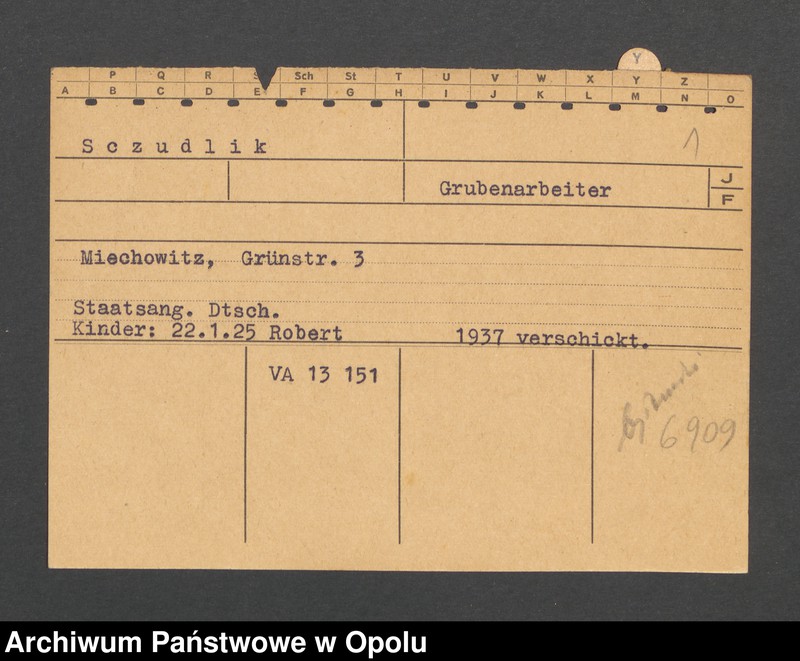 Y
P Q R S Sch St T U V W X Y Z
A B C D E F G H I J K L M N O
Sczudlik
1
Grubenarbeiter
J
F
Miechowitz, Grünstr. 3
Staatsang. Dtsch.
Kinder: 22.1.25 Robert 1937 verschickt.
VA 13 151
6909
Archiwum Państwowe w Opolu